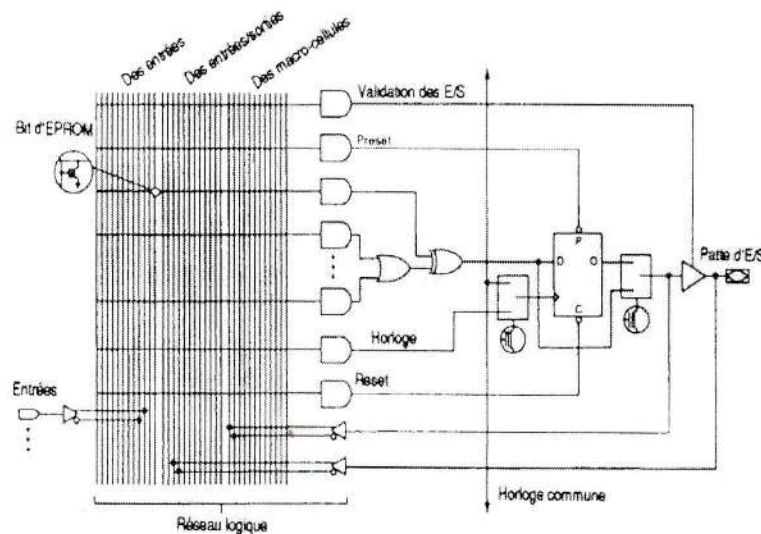 Des entrées
Des entrées/sorties
Des macro-cellules
Validation des E/S
Bit d'EPROM
Preset
P
Patte d'E/S
D
O
C
Horloge
Reset
Entrées
Horloge commune
Réseau logique